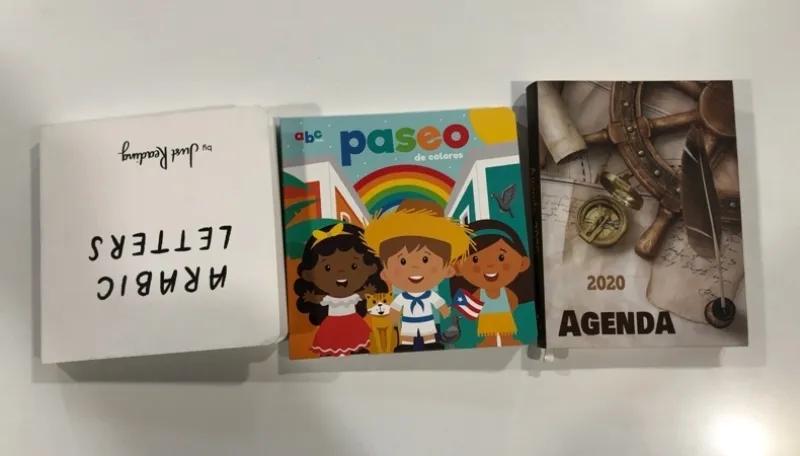 ARABIC
LETTERS
by Just Reading
abc
paseo
de colores
2020
AGENDA